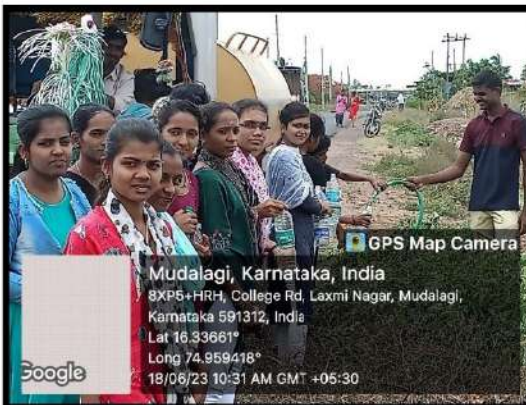 GPS Map Camera
Mudalagi, Karnataka, India
8XP5+HRH, College Rd, Laxmi Nagar, Mudalagi,
Karnataka 591312, India
Lat 16.33661°
Long 74.959418°
18/06/23 10:31 AM GMT +05:30
Google